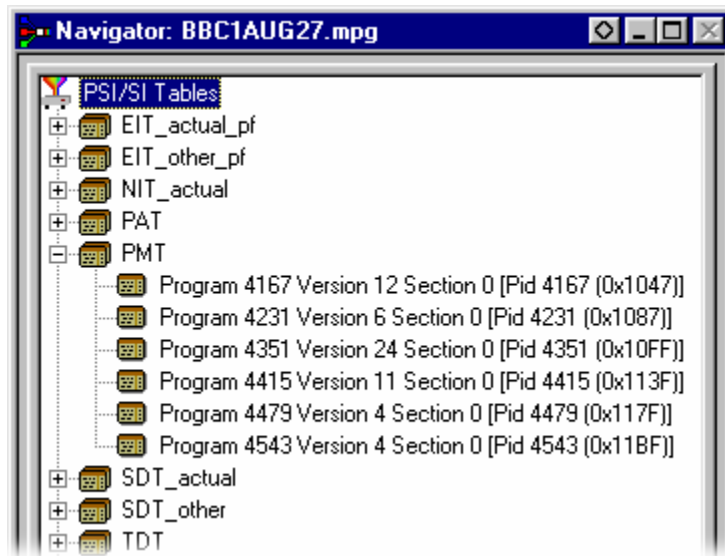 Navigator: BBC1AUG27.mpg
PSI/SI Tables
EIT_actual_pf
EIT_other_pf
NIT_actual
PAT
PMT
Program 4167 Version 12 Section 0 [Pid 4167 (0x1047)]
Program 4231 Version 6 Section 0 [Pid 4231 (0x1087)]
Program 4351 Version 24 Section 0 [Pid 4351 (0x10FF)]
Program 4415 Version 11 Section 0 [Pid 4415 (0x113F)]
Program 4479 Version 4 Section 0 [Pid 4479 (0x117F)]
Program 4543 Version 4 Section 0 [Pid 4543 (0x11BF)]
SDT_actual
SDT_other
TDT